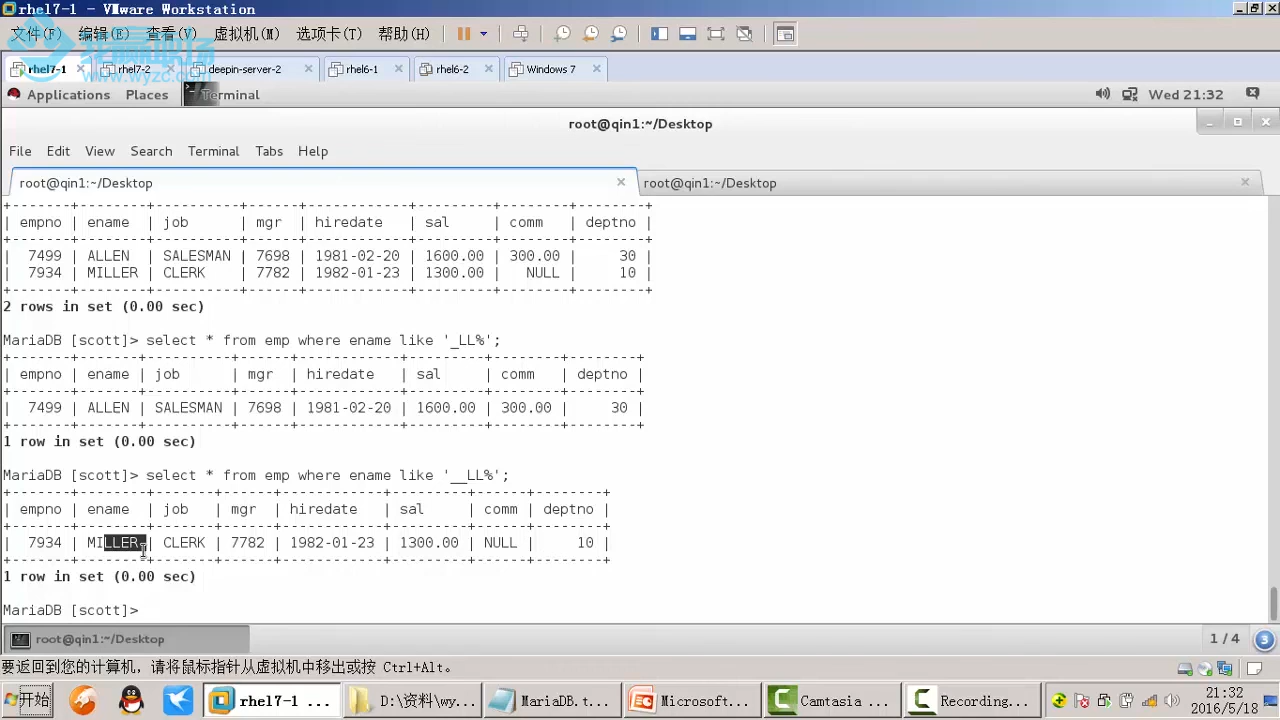 rhel7-1 - VMware Workstation
文件(F) 编辑(E) 查看(V) 虚拟机(M) 选项卡(T) 帮助(H)
www.wyzc.com
rhel7-1 rhel7-2 deepin-server-2 rhel6-1 rhel6-2 Windows 7
Applications Places Terminal Wed 21:32
root@qin1:~/Desktop
File Edit View Search Terminal Tabs Help
root@qin1:~/Desktop root@qin1:~/Desktop
+-------+--------+----------+------+------------+---------+--------+--------+
| empno | ename | job | mgr | hiredate | sal | comm | deptno |
+-------+--------+----------+------+------------+---------+--------+--------+
| 7499 | ALLEN | SALESMAN | 7698 | 1981-02-20 | 1600.00 | 300.00 | 30 |
| 7934 | MILLER | CLERK | 7782 | 1982-01-23 | 1300.00 | NULL | 10 |
+-------+--------+----------+------+------------+---------+--------+--------+
2 rows in set (0.00 sec)
MariaDB [scott]> select * from emp where ename like '_LL%';
+-------+-------+----------+------+------------+---------+--------+--------+
| empno | ename | job | mgr | hiredate | sal | comm | deptno |
+-------+-------+----------+------+------------+---------+--------+--------+
| 7499 | ALLEN | SALESMAN | 7698 | 1981-02-20 | 1600.00 | 300.00 | 30 |
+-------+-------+----------+------+------------+---------+--------+--------+
1 row in set (0.00 sec)
MariaDB [scott]> select * from emp where ename like '__LL%';
+-------+--------+-------+------+------------+---------+------+--------+
| empno | ename | job | mgr | hiredate | sal | comm | deptno |
+-------+--------+-------+------+------------+---------+------+--------+
| 7934 | MILLER | CLERK | 7782 | 1982-01-23 | 1300.00 | NULL | 10 |
+-------+--------+-------+------+------------+---------+------+--------+
1 row in set (0.00 sec)
MariaDB [scott]>
root@qin1:~/Desktop 1 / 4 3
要返回到您的计算机，请将鼠标指针从虚拟机中移出或按 Ctrl+Alt。
开始 rhel7-1 ... D:\资料\wy... MariaDB.t... Microsoft... Camtasia ... Recording... 21:32
2016/5/18